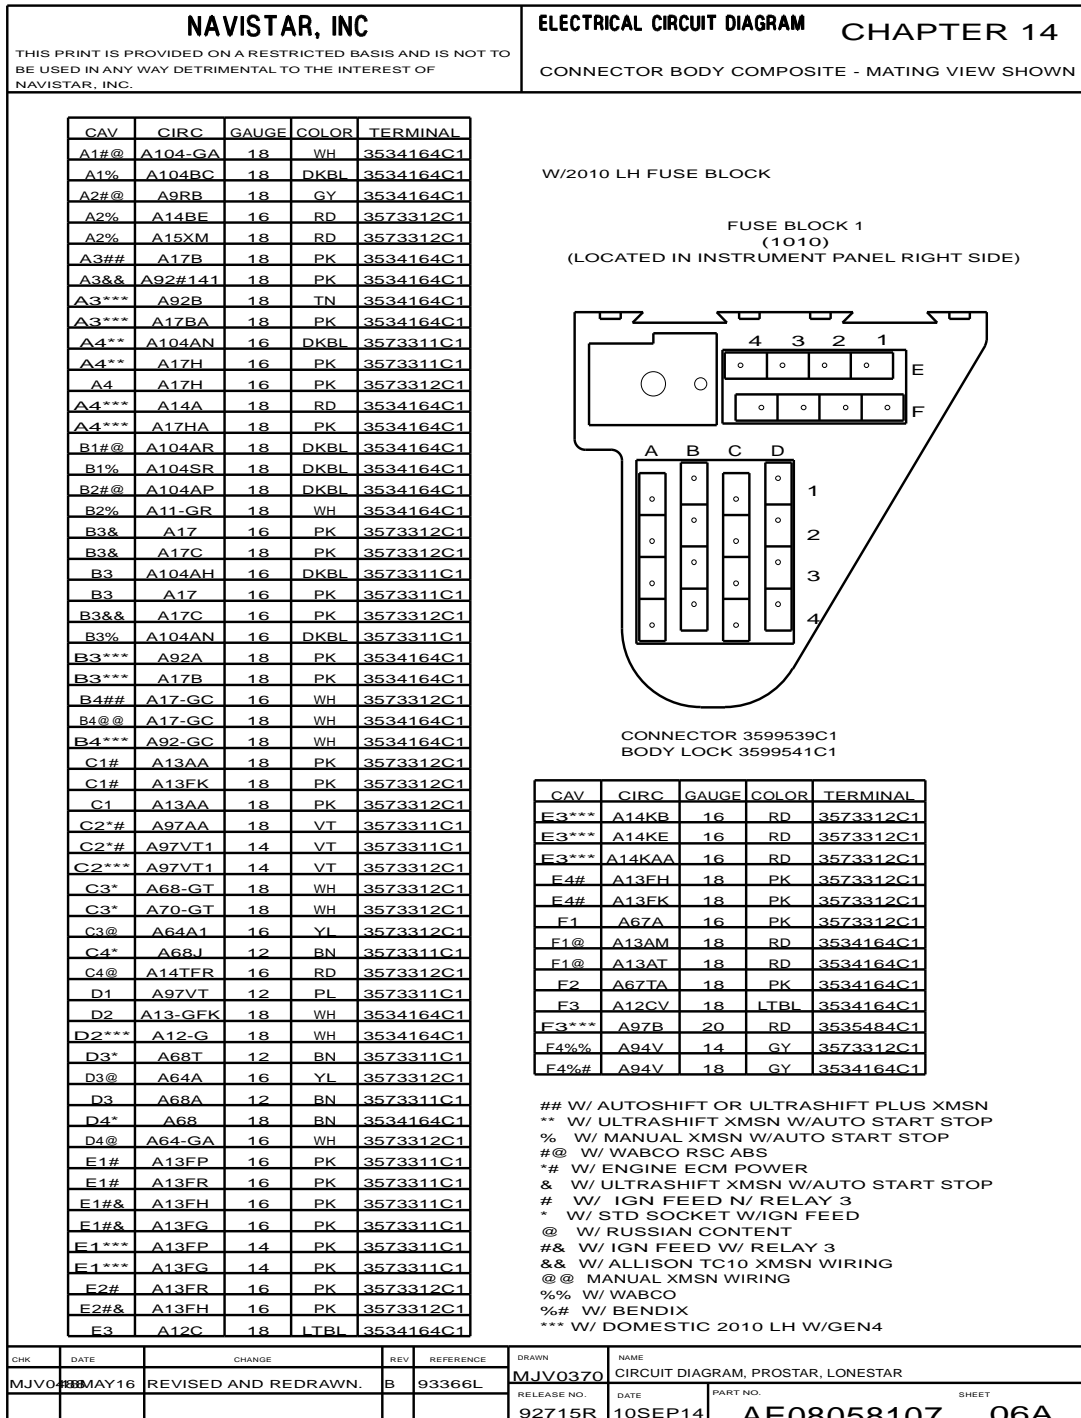 NAVISTAR, INC
THIS PRINT IS PROVIDED ON A RESTRICTED BASIS AND IS NOT TO
BE USED IN ANY WAY DETRIMENTAL TO THE INTEREST OF
NAVISTAR, INC.
ELECTRICAL CIRCUIT DIAGRAM CHAPTER 14
CONNECTOR BODY COMPOSITE - MATING VIEW SHOWN
CAV CIRC GAUGE COLOR TERMINAL
A1#@ A104-GA 18 WH 3534164C1
A1% A104BC 18 DKBL 3534164C1
A2#@ A9RB 18 GY 3534164C1
A2% A14BE 16 RD 3573312C1
A2% A15XM 18 RD 3573312C1
A3## A17B 18 PK 3534164C1
A3&& A92#141 18 PK 3534164C1
A3*** A92B 18 TN 3534164C1
A3*** A17BA 18 PK 3534164C1
A4** A104AN 16 DKBL 3573311C1
A4** A17H 16 PK 3573311C1
A4 A17H 16 PK 3573312C1
A4*** A14A 18 RD 3534164C1
A4*** A17HA 18 PK 3534164C1
B1#@ A104AR 18 DKBL 3534164C1
B1% A104SR 18 DKBL 3534164C1
B2#@ A104AP 18 DKBL 3534164C1
B2% A11-GR 18 WH 3534164C1
B3& A17 16 PK 3573312C1
B3& A17C 18 PK 3573312C1
B3 A104AH 16 DKBL 3573311C1
B3 A17 16 PK 3573311C1
B3&& A17C 16 PK 3573312C1
B3% A104AN 16 DKBL 3573311C1
B3*** A92A 18 PK 3534164C1
B3*** A17B 18 PK 3534164C1
B4## A17-GC 16 WH 3573312C1
B4@@ A17-GC 18 WH 3534164C1
B4*** A92-GC 18 WH 3534164C1
C1# A13AA 18 PK 3573312C1
C1# A13FK 18 PK 3573312C1
C1 A13AA 18 PK 3573312C1
C2*# A97AA 18 VT 3573311C1
C2*# A97VT1 14 VT 3573311C1
C2*** A97VT1 14 VT 3573312C1
C3* A68-GT 18 WH 3573312C1
C3* A70-GT 18 WH 3573312C1
C3@ A64A1 16 YL 3573312C1
C4* A68J 12 BN 3573311C1
C4@ A14TFR 16 RD 3573312C1
D1 A97VT 12 PL 3573311C1
D2 A13-GFK 18 WH 3534164C1
D2*** A12-G 18 WH 3534164C1
D3* A68T 12 BN 3573311C1
D3@ A64A 16 YL 3573312C1
D3 A68A 12 BN 3573311C1
D4* A68 18 BN 3534164C1
D4@ A64-GA 16 WH 3573312C1
E1# A13FP 16 PK 3573311C1
E1# A13FR 16 PK 3573311C1
E1#& A13FH 16 PK 3573311C1
E1#& A13FG 16 PK 3573311C1
E1*** A13FP 14 PK 3573311C1
E1*** A13FG 14 PK 3573311C1
E2# A13FR 16 PK 3573312C1
E2#& A13FH 16 PK 3573312C1
E3 A12C 18 LTBL 3534164C1
W/2010 LH FUSE BLOCK
FUSE BLOCK 1
(1010)
(LOCATED IN INSTRUMENT PANEL RIGHT SIDE)
4 3 2 1
E
F
A B C D
1
2
3
4
CONNECTOR 3599539C1
BODY LOCK 3599541C1
CAV CIRC GAUGE COLOR TERMINAL
E3*** A14KB 16 RD 3573312C1
E3*** A14KE 16 RD 3573312C1
E3*** A14KAA 16 RD 3573312C1
E4# A13FH 18 PK 3573312C1
E4# A13FK 18 PK 3573312C1
F1 A67A 16 PK 3573312C1
F1@ A13AM 18 RD 3534164C1
F1@ A13AT 18 RD 3534164C1
F2 A67TA 18 PK 3534164C1
F3 A12CV 18 LTBL 3534164C1
F3*** A97B 20 RD 3535484C1
F4%% A94V 14 GY 3573312C1
F4%# A94V 18 GY 3534164C1
## W/ AUTOSHIFT OR ULTRASHIFT PLUS XMSN
** W/ ULTRASHIFT XMSN W/AUTO START STOP
% W/ MANUAL XMSN W/AUTO START STOP
#@ W/ WABCO RSC ABS
*# W/ ENGINE ECM POWER
& W/ ULTRASHIFT XMSN W/AUTO START STOP
# W/ IGN FEED N/ RELAY 3
* W/ STD SOCKET W/IGN FEED
@ W/ RUSSIAN CONTENT
#& W/ IGN FEED W/ RELAY 3
&& W/ ALLISON TC10 XMSN WIRING
@@ MANUAL XMSN WIRING
%% W/ WABCO
%# W/ BENDIX
*** W/ DOMESTIC 2010 LH W/GEN4
CHK DATE CHANGE REV REFERENCE
REVISED AND REDRAWN. B 93366L
DRAWN NAME
MJV0370 CIRCUIT DIAGRAM, PROSTAR, LONESTAR
RELEASE NO. DATE PART NO. SHEET
92715R 10SEP14 AE08058107 06A